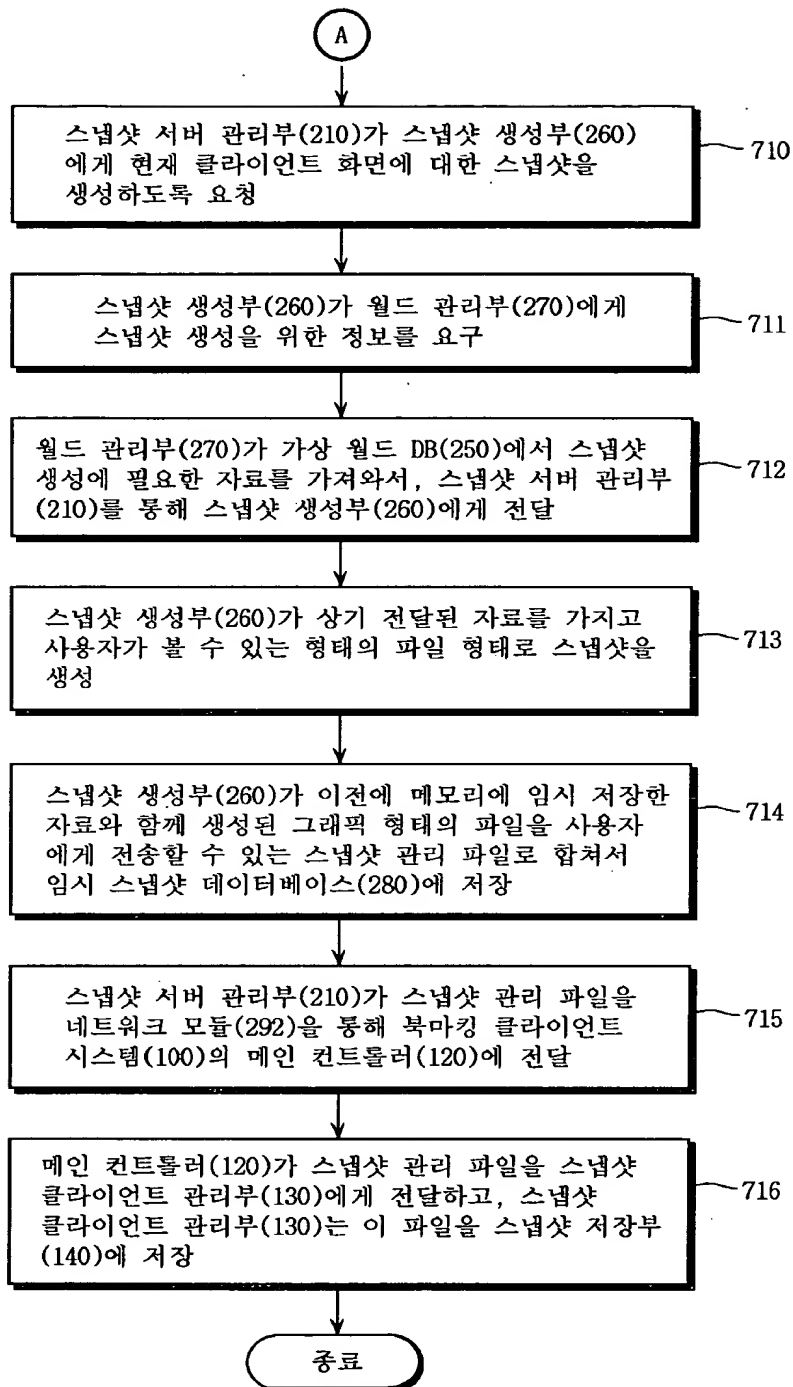 A
스냅샷 서버 관리부(210)가 스냅샷 생성부(260)
에게 현재 클라이언트 화면에 대한 스냅샷을
생성하도록 요청
710
스냅샷 생성부(260)가 월드 관리부(270)에게
스냅샷 생성을 위한 정보를 요구
711
월드 관리부(270)가 가상 월드 DB(250)에서 스냅샷
생성에 필요한 자료를 가져와서, 스냅샷 서버 관리부
(210)를 통해 스냅샷 생성부(260)에게 전달
712
스냅샷 생성부(260)가 상기 전달된 자료를 가지고
사용자가 볼 수 있는 형태의 파일 형태로 스냅샷을
생성
713
스냅샷 생성부(260)가 이전에 메모리에 임시 저장한
자료와 함께 생성된 그래픽 형태의 파일을 사용자
에게 전송할 수 있는 스냅샷 관리 파일로 합쳐서
임시 스냅샷 데이터베이스(280)에 저장
714
스냅샷 서버 관리부(210)가 스냅샷 관리 파일을
네트워크 모듈(292)을 통해 북마킹 클라이언트
시스템(100)의 메인 컨트롤러(120)에 전달
715
메인 컨트롤러(120)가 스냅샷 관리 파일을 스냅샷
클라이언트 관리부(130)에게 전달하고, 스냅샷
클라이언트 관리부(130)는 이 파일을 스냅샷 저장부
(140)에 저장
716
종료